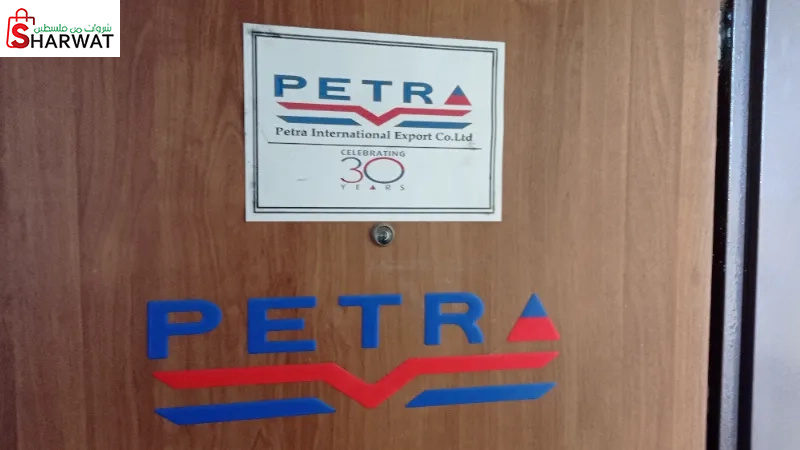 شروات من فلسطين
SHARWAT
PETRA
Petra International Export Co.Ltd
CELEBRATING
30
YEARS
PETRA